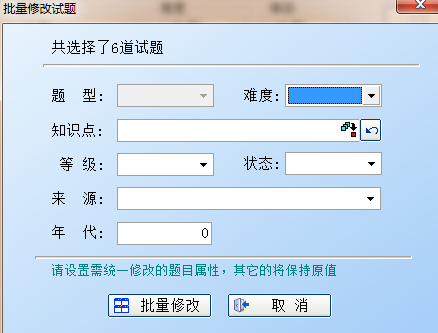 批量修改试题
共选择了6道试题
题 型: 难度:
知识点:
等 级: 状态:
来 源:
年 代: 0
请设置需统一修改的题目属性，其它的将保持原值
批量修改 取 消